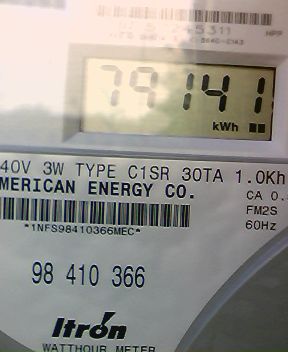 79141
kWh
40V 3W TYPE C1SR 30TA 1.0Kh
MERICAN ENERGY CO.
CA 0.
FM2S
60Hz
*1NFS98410366MEC*
98 410 366
Itrón
WATTHOUR METER